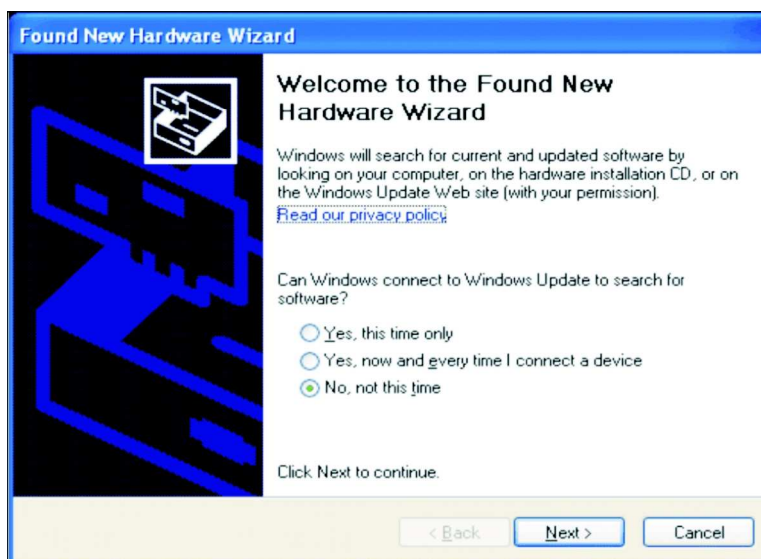 Found New Hardware Wizard
Welcome to the Found New
Hardware Wizard
Windows will search for current and updated software by
looking on your computer, on the hardware installation CD, or on
the Windows Update Web site (with your permission).
Read our privacy policy
Can Windows connect to Windows Update to search for
software?
Yes, this time only
Yes, now and every time I connect a device
No, not this time
Click Next to continue.
< Back
Next >
Cancel